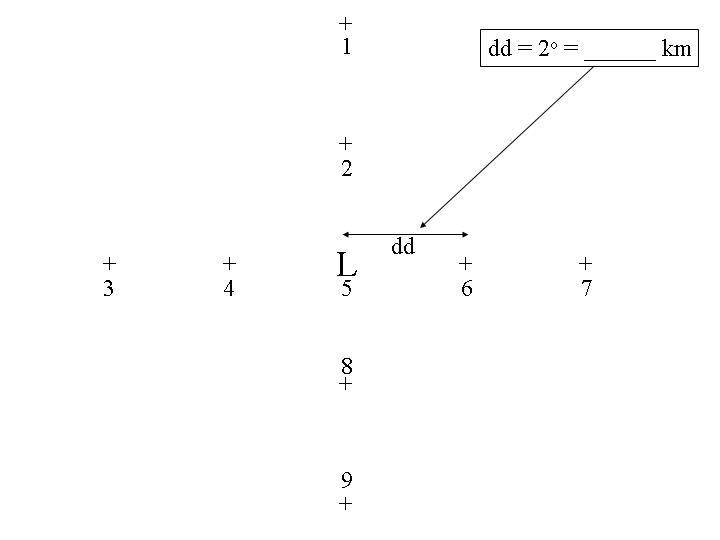 +
1
dd = 2° = ______ km
+
2
dd
+ + L + +
3 4 5 6 7
8
+
9
+